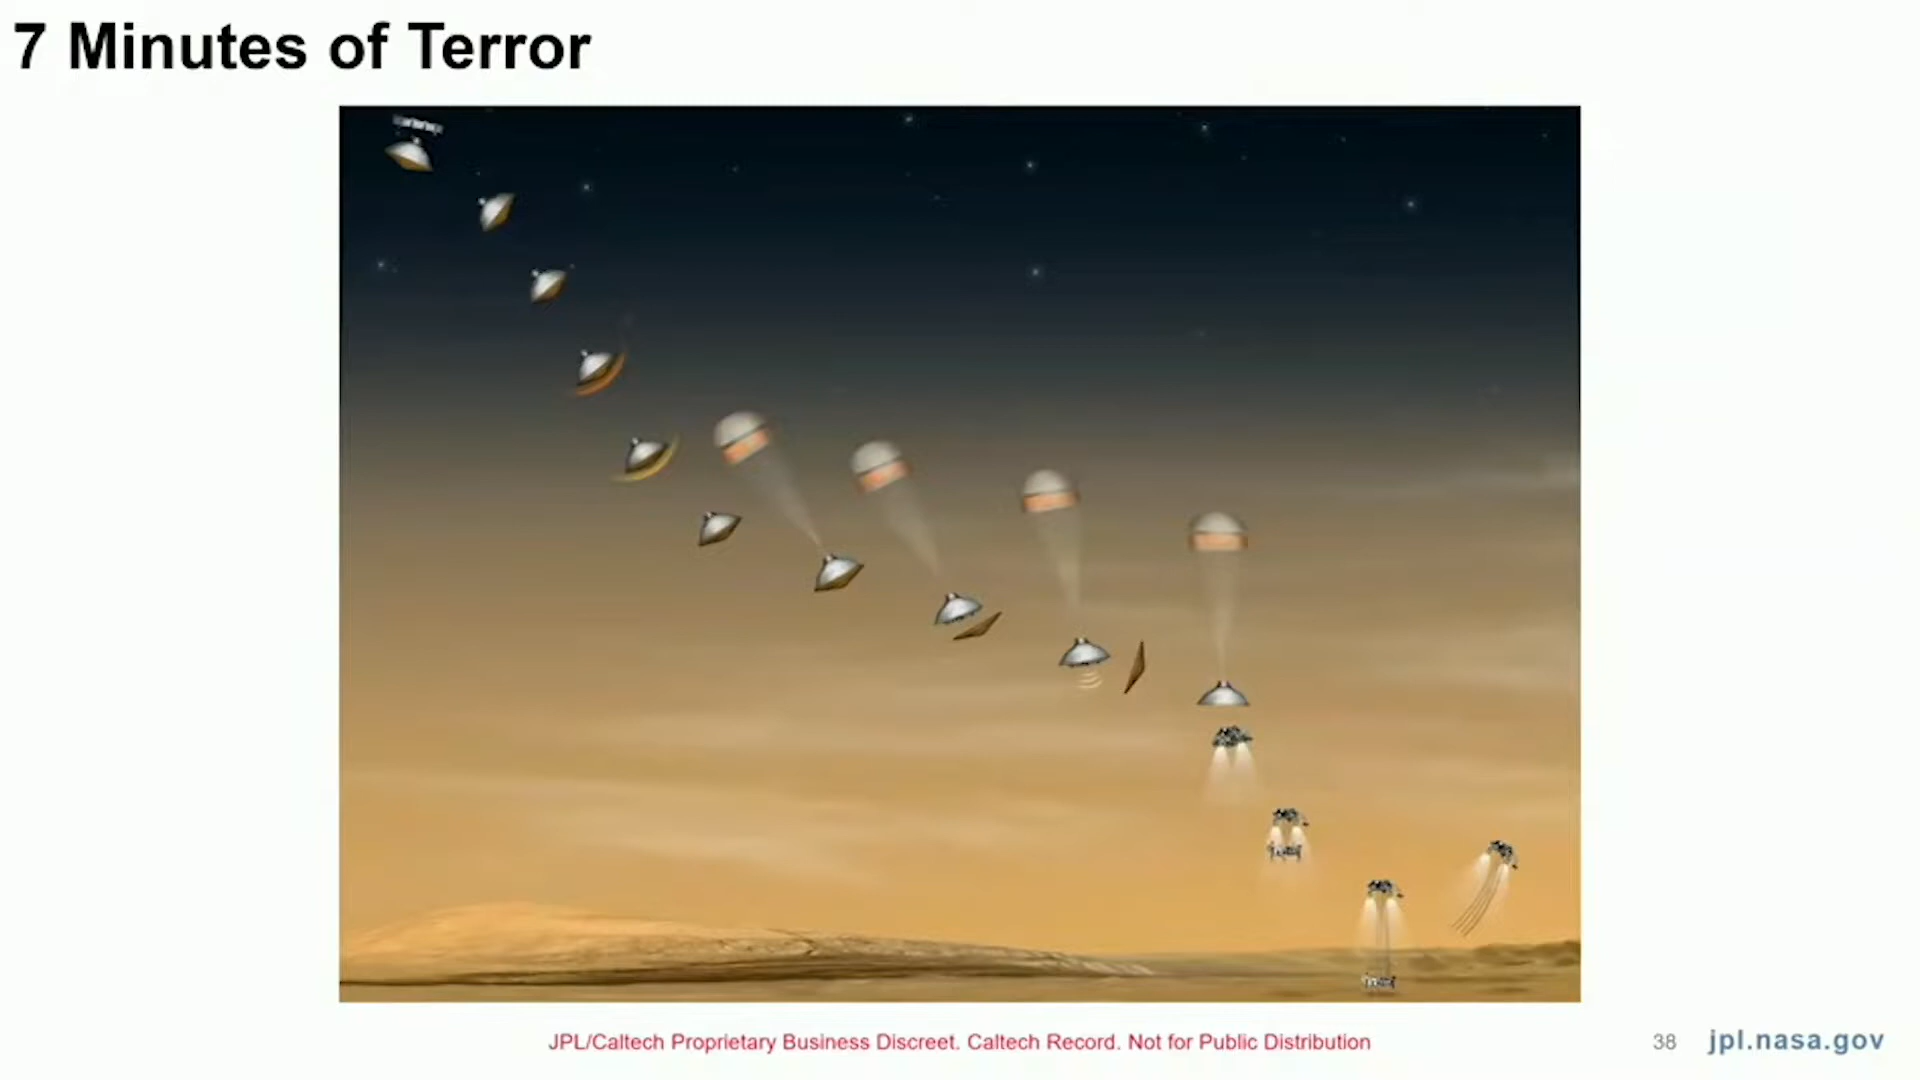 7 Minutes of Terror
JPL/Caltech Proprietary Business Discreet. Caltech Record. Not for Public Distribution
38
jpl.nasa.gov